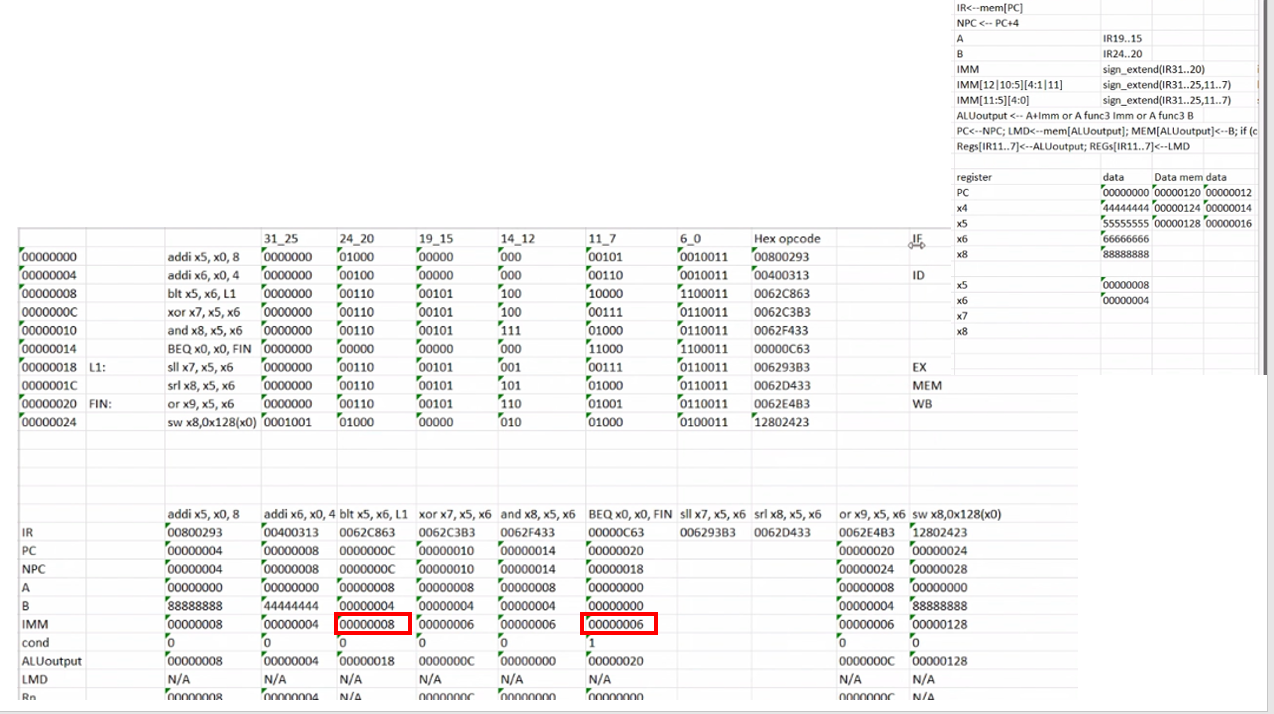 IR<--mem[PC]
NPC <-- PC+4
A IR19..15
B IR24..20
IMM sign_extend(IR31..20)
IMM[12|10:5][4:1|11] sign_extend(IR31..25,11..7)
IMM[11:5][4:0] sign_extend(IR31..25,11..7)
ALUoutput <-- A+Imm or A func3 Imm or A func3 B
PC<--NPC; LMD<--mem[ALUoutput]; MEM[ALUoutput]<--B; if (c
Regs[IR11..7]<--ALUoutput; REGs[IR11..7]<--LMD
register data Data mem data
PC 00000000 00000120 00000012
x4 44444444 00000124 00000014
x5 55555555 00000128 00000016
x6 66666666
x8 88888888
x5 00000008
x6 00000004
x7
x8
31_25 24_20 19_15 14_12 11_7 6_0 Hex opcode IF
00000000 addi x5, x0, 8 0000000 01000 00000 000 00101 0010011 00800293
00000004 addi x6, x0, 4 0000000 00100 00000 000 00110 0010011 00400313 ID
00000008 blt x5, x6, L1 0000000 00110 00101 100 10000 1100011 0062C863
0000000C xor x7, x5, x6 0000000 00110 00101 100 00111 0110011 0062C3B3
00000010 and x8, x5, x6 0000000 00110 00101 111 01000 0110011 0062F433
00000014 BEQ x0, x0, FIN 0000000 00000 00000 000 11000 1100011 00000C63
00000018 L1: sll x7, x5, x6 0000000 00110 00101 001 00111 0110011 006293B3 EX
0000001C srl x8, x5, x6 0000000 00110 00101 101 01000 0110011 0062D433 MEM
00000020 FIN: or x9, x5, x6 0000000 00110 00101 110 01001 0110011 0062E4B3 WB
00000024 sw x8,0x128(x0) 0001001 01000 00000 010 01000 0100011 12802423
addi x5, x0, 8 addi x6, x0, 4 blt x5, x6, L1 xor x7, x5, x6 and x8, x5, x6 BEQ x0, x0, FIN sll x7, x5, x6 srl x8, x5, x6 or x9, x5, x6 sw x8,0x128(x0)
IR 00800293 00400313 0062C863 0062C3B3 0062F433 00000C63 006293B3 0062D433 0062E4B3 12802423
PC 00000004 00000008 0000000C 00000010 00000014 00000020 00000020 00000024
NPC 00000004 00000008 0000000C 00000010 00000014 00000018 00000024 00000028
A 00000000 00000000 00000008 00000008 00000008 00000000 00000008 00000000
B 88888888 44444444 00000004 00000004 00000004 00000000 00000004 88888888
IMM 00000008 00000004 00000008 00000006 00000006 00000006 00000006 00000128
cond 0 0 0 0 0 1 0 0
ALUoutput 00000008 00000004 00000018 0000000C 00000000 00000020 0000000C 00000128
LMD N/A N/A N/A N/A N/A N/A N/A N/A
Rn 00000008 00000004 N/A 0000000C 00000000 00000000 0000000C N/A